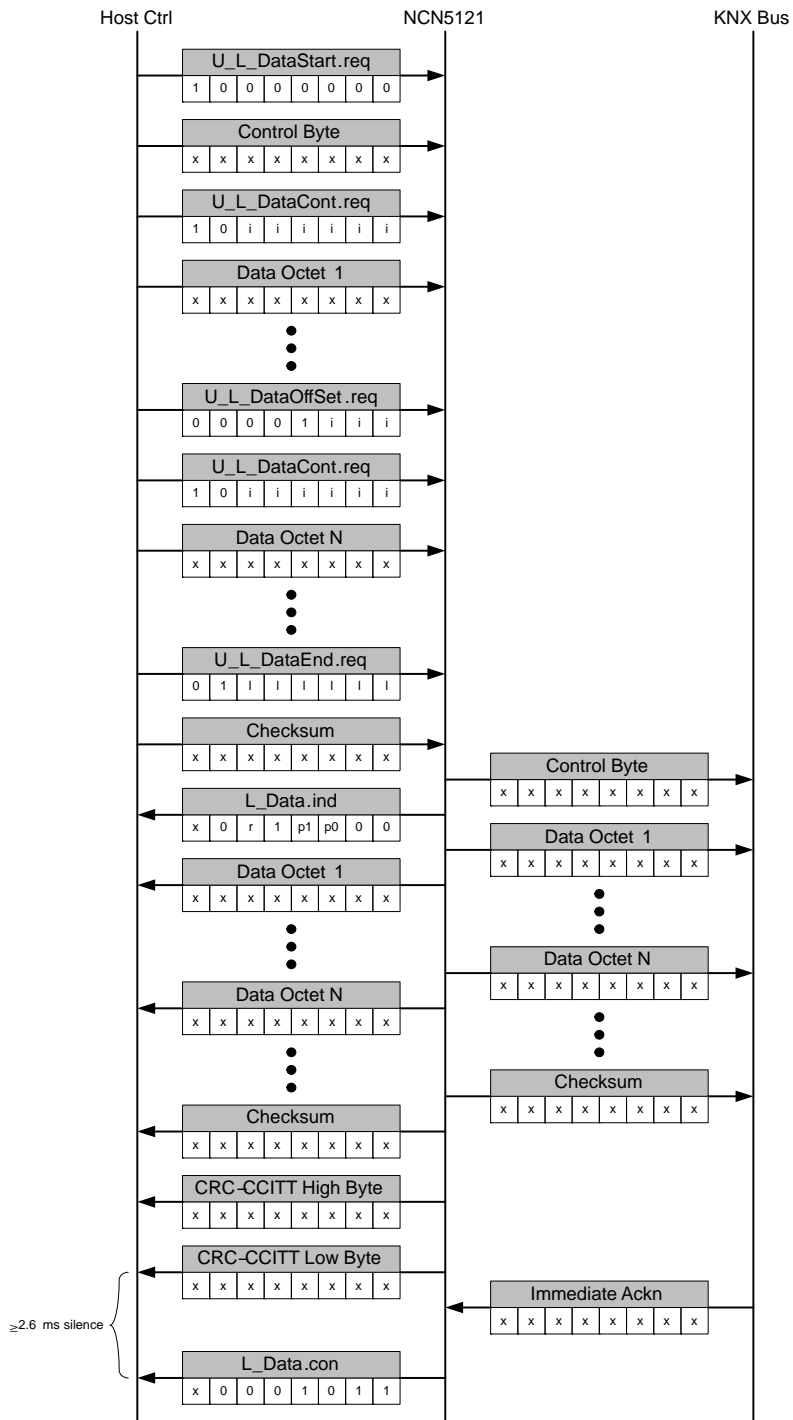 Host Ctrl NCN5121 KNX Bus
U_L_DataStart.req
1 0 0 0 0 0 0 0
Control Byte
x x x x x x x x
U_L_DataCont.req
1 0 i i i i i i
Data Octet 1
x x x x x x x x
U_L_DataOffSet.req
0 0 0 0 1 i i i
U_L_DataCont.req
1 0 i i i i i i
Data Octet N
x x x x x x x x
U_L_DataEnd.req
0 1 l l l l l l
Checksum
x x x x x x x x
Control Byte
x x x x x x x x
L_Data.ind
x 0 r 1 p1 p0 0 0
Data Octet 1
x x x x x x x x
Data Octet 1
x x x x x x x x
Data Octet N
x x x x x x x x
Data Octet N
x x x x x x x x
Checksum
x x x x x x x x
Checksum
x x x x x x x x
CRC-CCITT High Byte
x x x x x x x x
CRC-CCITT Low Byte
x x x x x x x x
Immediate Ackn
x x x x x x x x
≥2.6 ms silence
L_Data.con
x 0 0 0 1 0 1 1